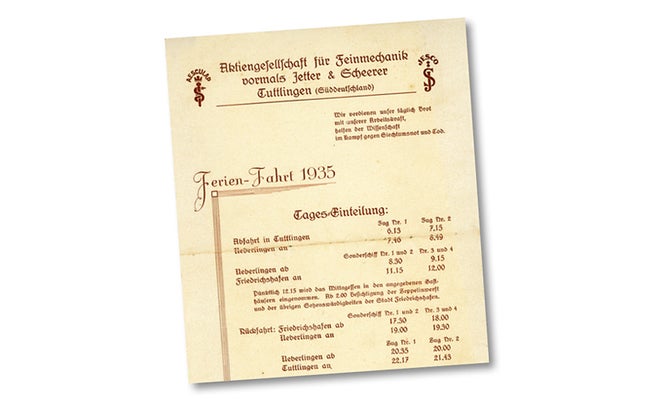 AESCULAP
JESCO
Aktiengesellschaft für Feinmechanik
vormals Jetter & Scheerer
Tuttlingen (Süddeutschland)
Wir verdienen unser täglich Brot
mit unserer Arbeitskraft,
helfen der Wissenschaft
im Kampf gegen Siechtumsnot und Tod.
Ferien-Fahrt 1935
Tages-Einteilung:
Zug Nr. 1 Zug Nr. 2
Abfahrt in Tuttlingen 6,13 7,15
Ueberlingen an 7,46 8,49
Sonderschiff Nr. 1 und 2 Nr. 3 und 4
Ueberlingen ab 8.30 9.15
Friedrichshafen an 11,15 12.00
Pünktlich 12.15 wird das Mittagessen in den angegebenen Gast-
häusern eingenommen. Ab 2.00 Besichtigung der Zeppelinwerft
und der übrigen Sehenswürdigkeiten der Stadt Friedrichshafen.
Sonderschiff Nr. 1 und 2 Nr. 3 und 4
Rückfahrt: Friedrichshafen ab 17.30 18.00
Ueberlingen an 19.00 19.30
Zug Nr. 1 Zug Nr. 2
Ueberlingen ab 20.35 20.00
Tuttlingen an 22.17 21.43